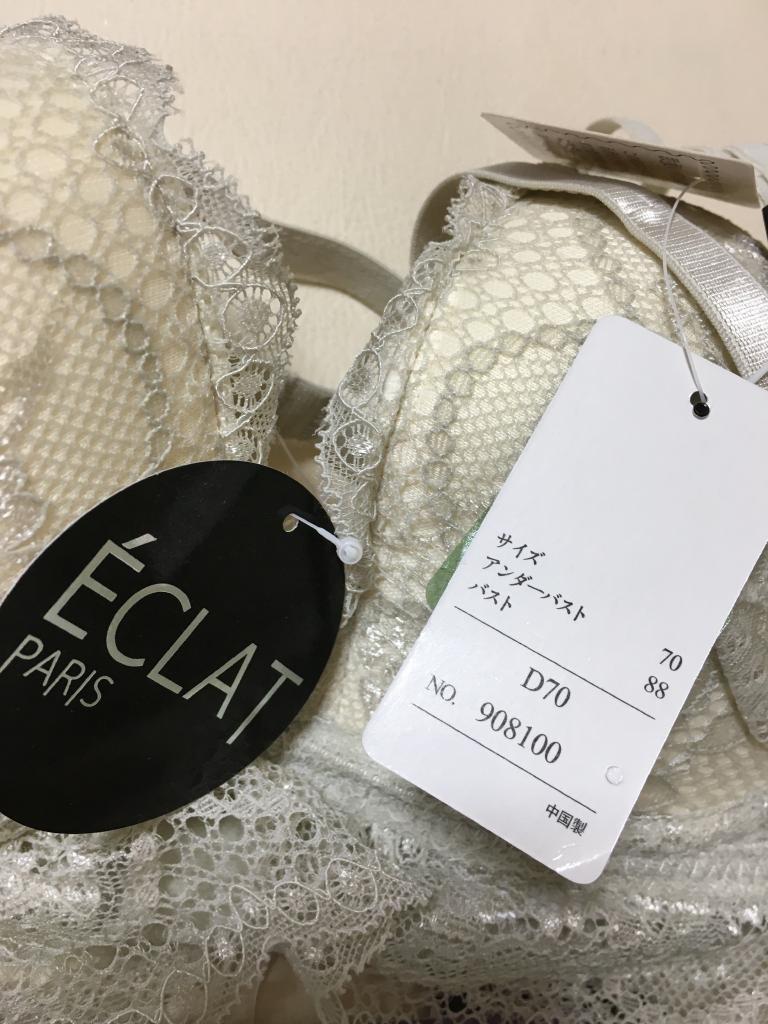 ÉCLAT
PARIS
サイズ
アンダーバスト 70
バスト 88
D70
NO. 908100
中国製